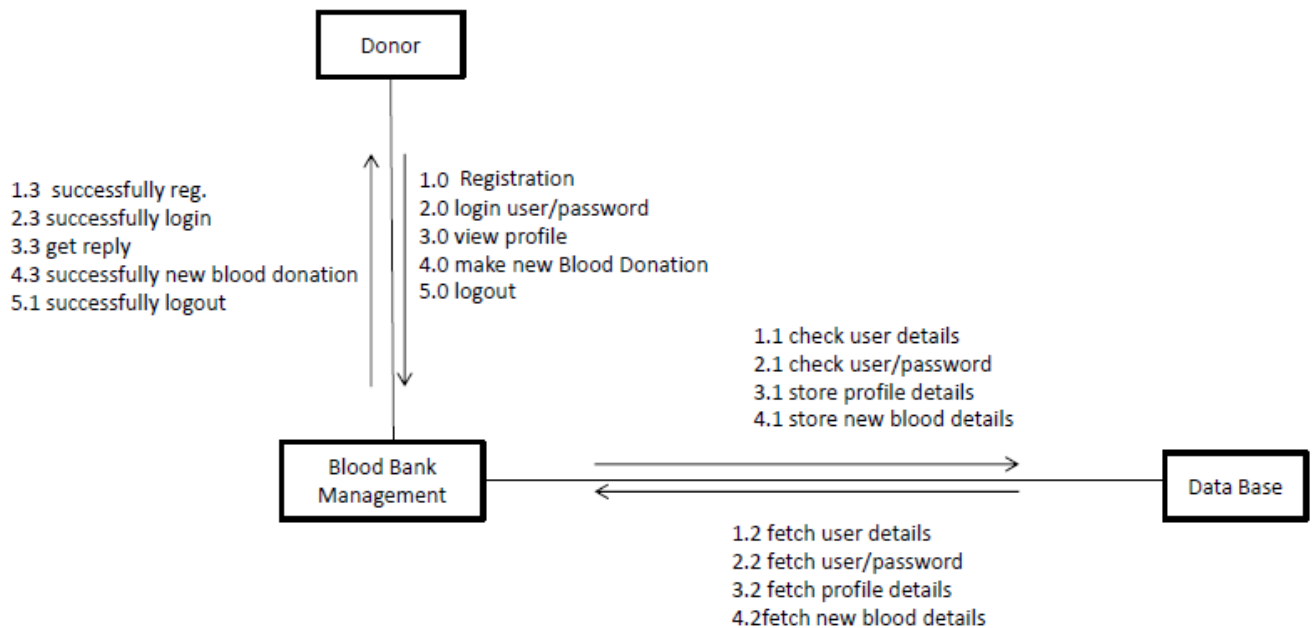 Donor
1.3 successfully reg.
2.3 successfully login
3.3 get reply
4.3 successfully new blood donation
5.1 successfully logout
1.0 Registration
2.0 login user/password
3.0 view profile
4.0 make new Blood Donation
5.0 logout
1.1 check user details
2.1 check user/password
3.1 store profile details
4.1 store new blood details
Blood Bank
Management
Data Base
1.2 fetch user details
2.2 fetch user/password
3.2 fetch profile details
4.2fetch new blood details